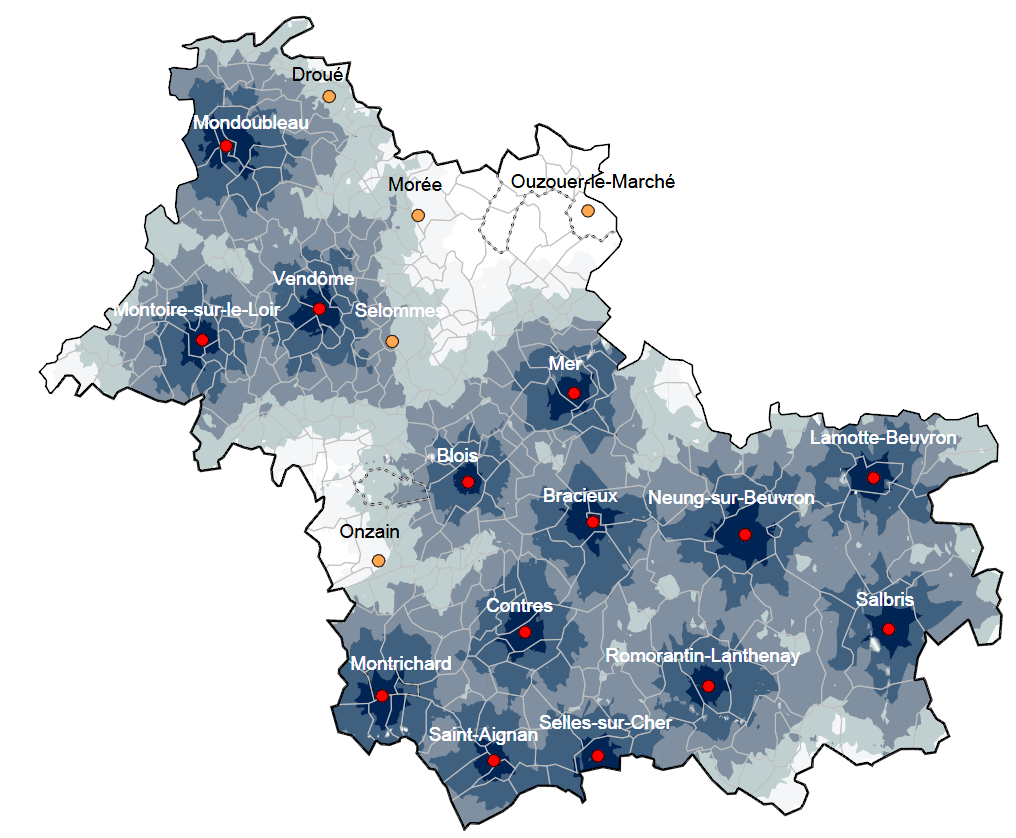 Droué
Mondoubleau
Morée
Ouzouer-le-Marché
Vendôme
Montoire-sur-le-Loir
Selommes
Mer
Lamotte-Beuvron
Blois
Bracieux
Neung-sur-Beuvron
Onzain
Contres
Salbris
Montrichard
Romorantin-Lanthenay
Saint-Aignan
Selles-sur-Cher